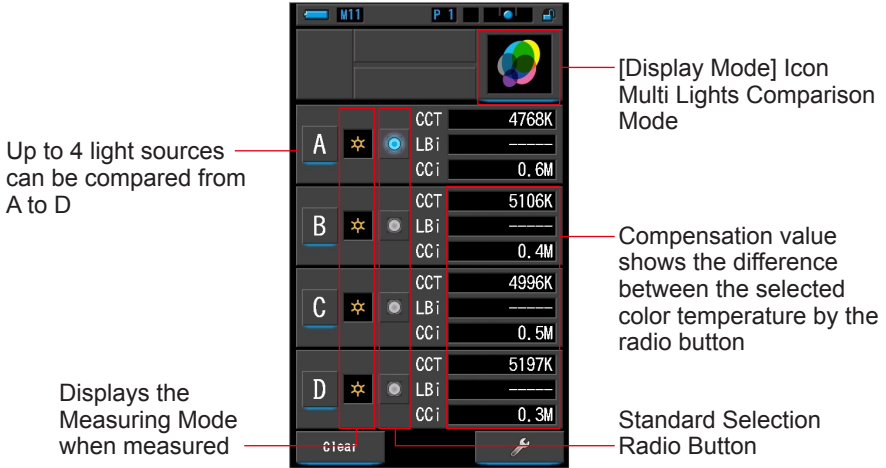 M11 P 1
[Display Mode] Icon
Multi Lights Comparison
Mode
Up to 4 light sources
can be compared from
A to D
A CCT 4768K
LBi -----
CCi 0.6M
B CCT 5106K
LBi -----
CCi 0.4M
C CCT 4996K
LBi -----
CCi 0.5M
D CCT 5197K
LBi -----
CCi 0.3M
Compensation value
shows the difference
between the selected
color temperature by the
radio button
Displays the
Measuring Mode
when measured
Standard Selection
Radio Button
Clear